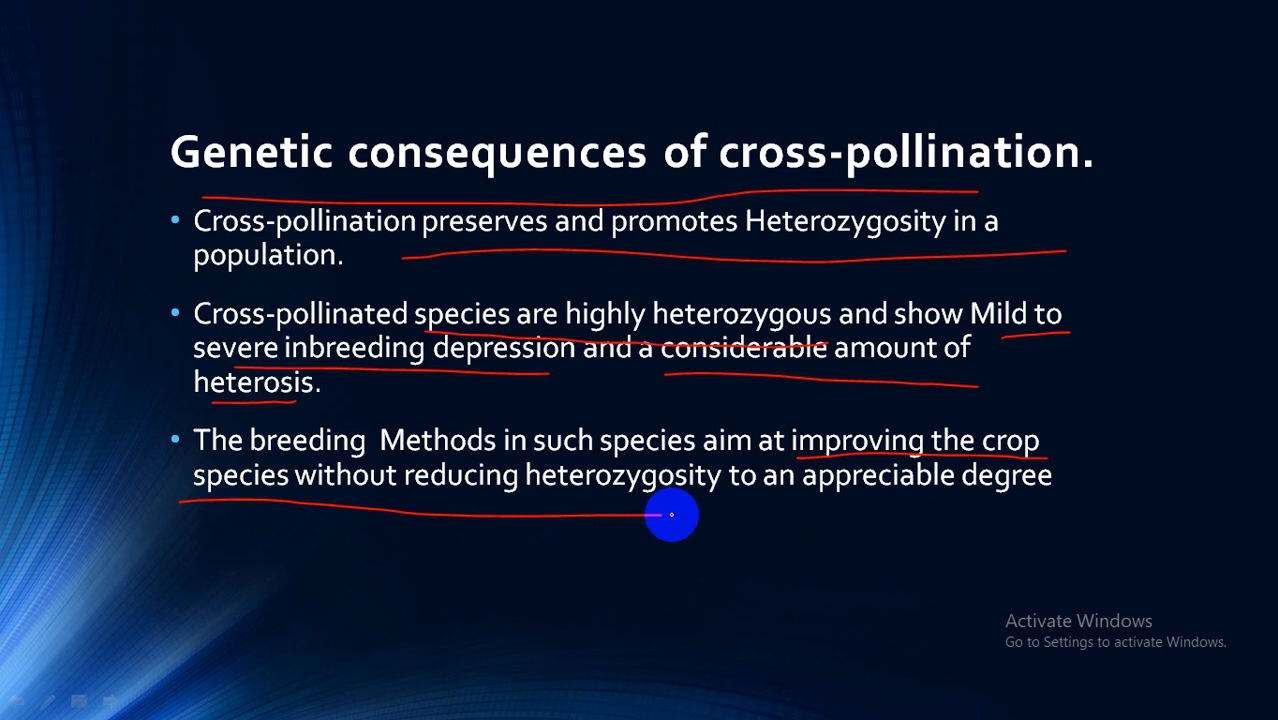 Genetic consequences of cross-pollination.
• Cross-pollination preserves and promotes Heterozygosity in a
population.
• Cross-pollinated species are highly heterozygous and show Mild to
severe inbreeding depression and a considerable amount of
heterosis.
• The breeding Methods in such species aim at improving the crop
species without reducing heterozygosity to an appreciable degree
Activate Windows
Go to Settings to activate Windows.